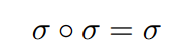 σ ∘ σ = σ